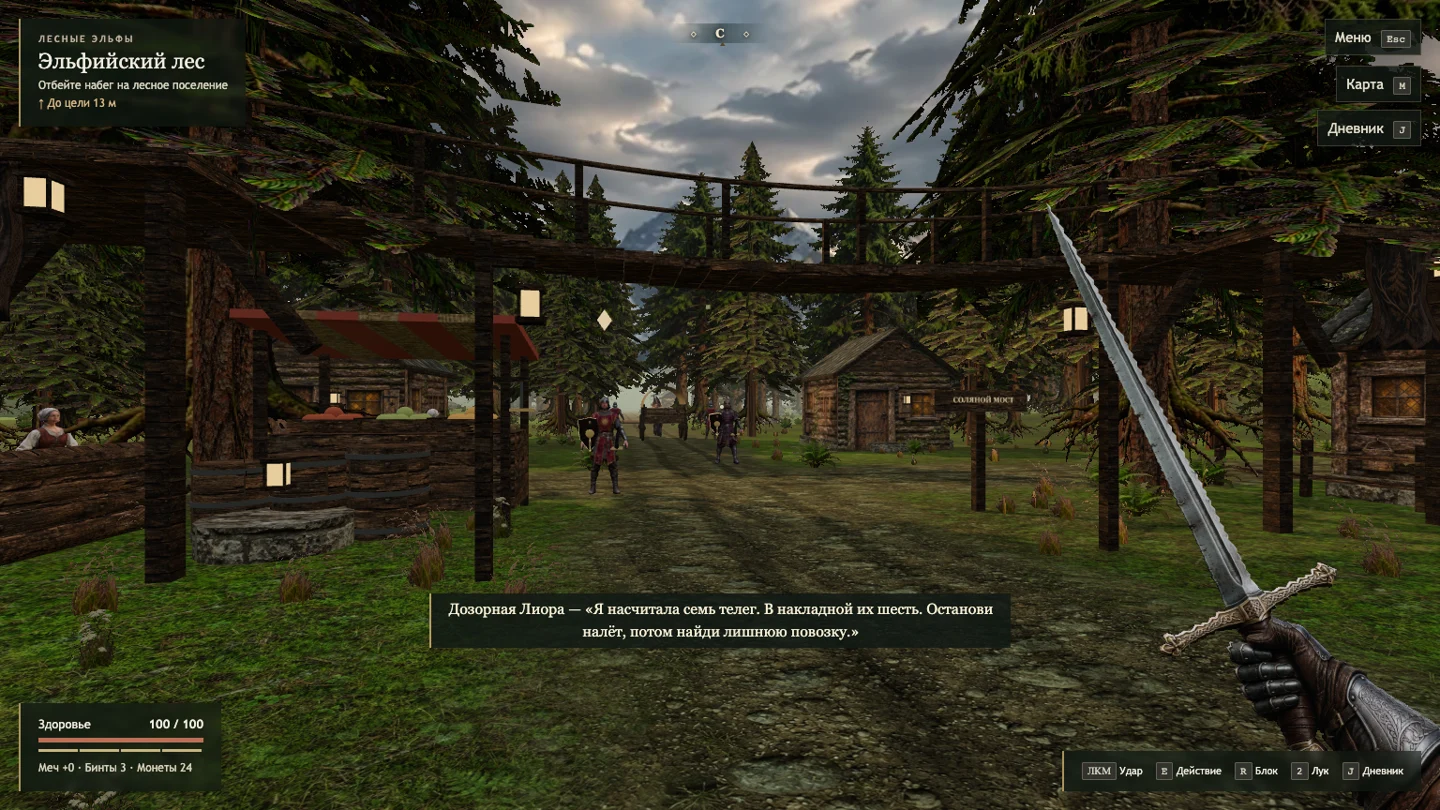 ЛЕСНЫЕ ЭЛЬФЫ
Эльфийский лес
Отбейте набег на лесное поселение
↑ До цели 13 м
С
Меню Esc
Карта M
Дневник J
СОЛЯНОЙ МОСТ
Дозорная Лиора — «Я насчитала семь телег. В накладной их шесть. Останови
налёт, потом найди лишнюю повозку.»
Здоровье 100 / 100
Меч +0 · Бинты 3 · Монеты 24
ЛКМ Удар E Действие R Блок 2 Лук J Дневник